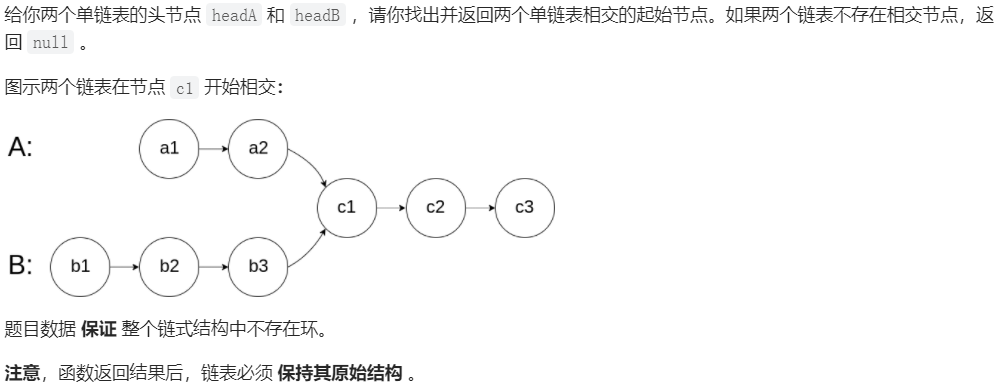 给你两个单链表的头节点 headA 和 headB ，请你找出并返回两个单链表相交的起始节点。如果两个链表不存在相交节点，返
回 null 。
图示两个链表在节点 c1 开始相交：
A: a1 a2
c1 c2 c3
B: b1 b2 b3
题目数据 保证 整个链式结构中不存在环。
注意，函数返回结果后，链表必须 保持其原始结构 。